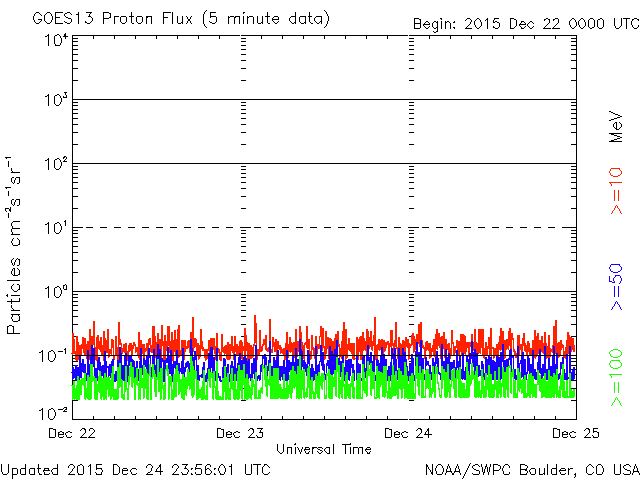 GOES13 Proton Flux (5 minute data)
Begin: 2015 Dec 22 0000 UTC
10⁴
10³
10²
10¹
10⁰
10⁻¹
10⁻²
Particles cm⁻²s⁻¹sr⁻¹
MeV
>=10
>=50
>=100
Dec 22
Dec 23
Dec 24
Dec 25
Universal Time
Updated 2015 Dec 24 23:56:01 UTC
NOAA/SWPC Boulder, CO USA